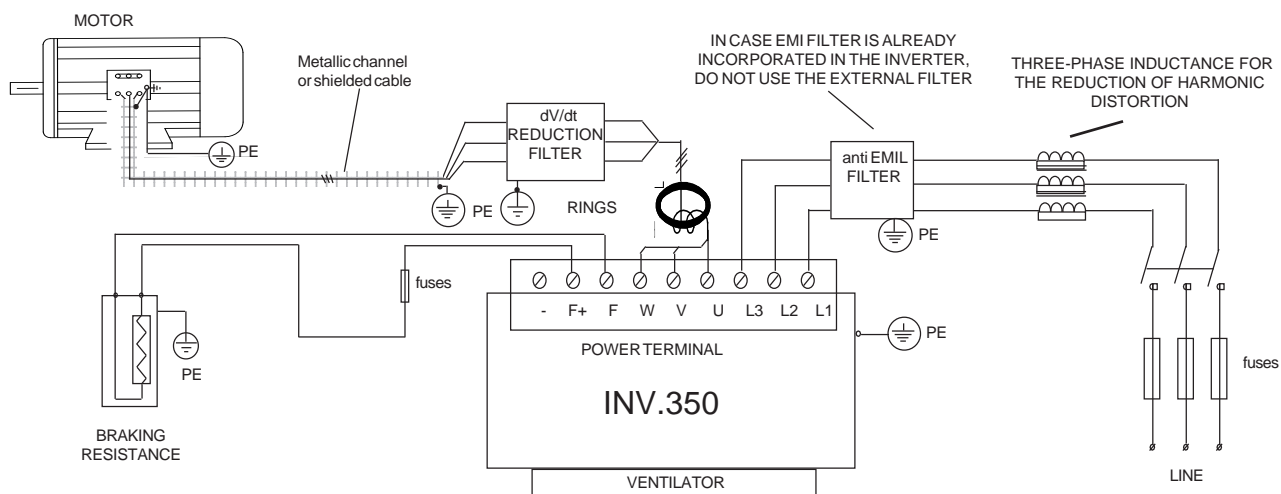 MOTOR
Metallic channel
or shielded cable
PE
dV/dt
REDUCTION
FILTER
PE
RINGS
IN CASE EMI FILTER IS ALREADY
INCORPORATED IN THE INVERTER,
DO NOT USE THE EXTERNAL FILTER
THREE-PHASE INDUCTANCE FOR
THE REDUCTION OF HARMONIC
DISTORTION
anti EMIL
FILTER
PE
fuses
- F+ F W V U L3 L2 L1
POWER TERMINAL
PE
INV.350
VENTILATOR
PE
BRAKING
RESISTANCE
fuses
LINE